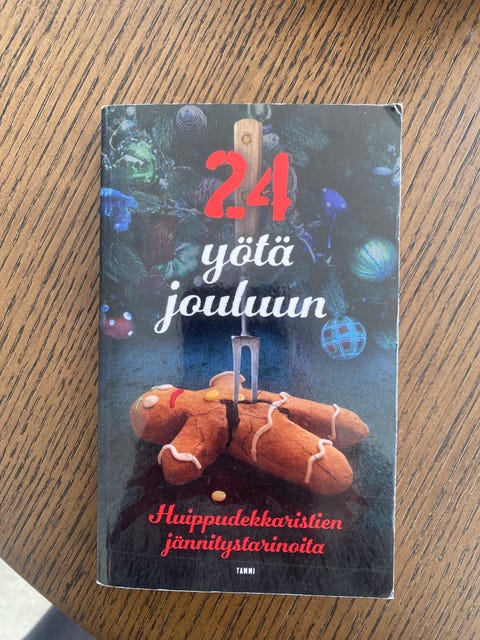 24
yötä
jouluun
Huippudekkaristien
jännitystarinoita
TAMMI